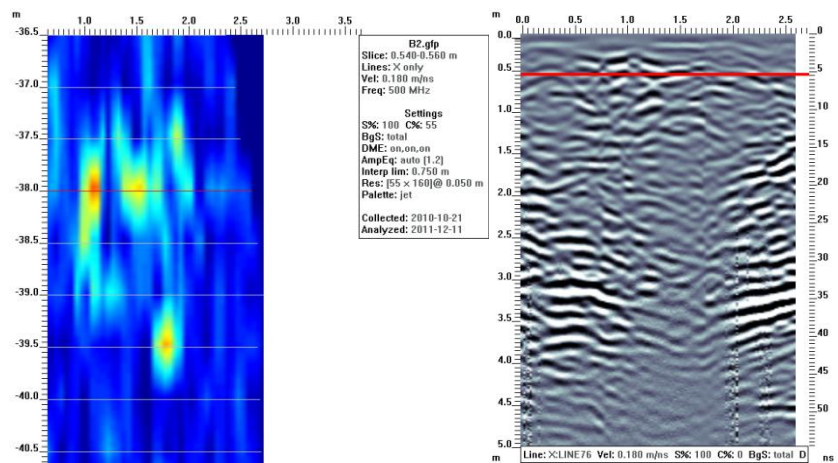 m
1.0 1.5 2.0 2.5 3.0 3.5
m
-36.5
-37.0
-37.5
-38.0
-38.5
-39.0
-39.5
-40.0
-40.5
B2.gfp
Slice: 0.540-0.560 m
Lines: X only
Vel: 0.180 m/ns
Freq: 500 MHz
Settings
S%: 100 C%: 55
BgS: total
DME: on,on,on
AmpEq: auto [1.2]
Interp lim: 0.750 m
Res: [55 x 160]@ 0.050 m
Palette: jet
Collected: 2010-10-21
Analyzed: 2011-12-11
m
0.0 0.5 1.0 1.5 2.0 2.5
m
ns
0.0
0.5
1.0
1.5
2.0
2.5
3.0
3.5
4.0
4.5
5.0
0
5
10
15
20
25
30
35
40
45
50
m
Line: X:LINE76 Vel: 0.180 m/ns S%: 100 C%: 0 BgS: total D
ns